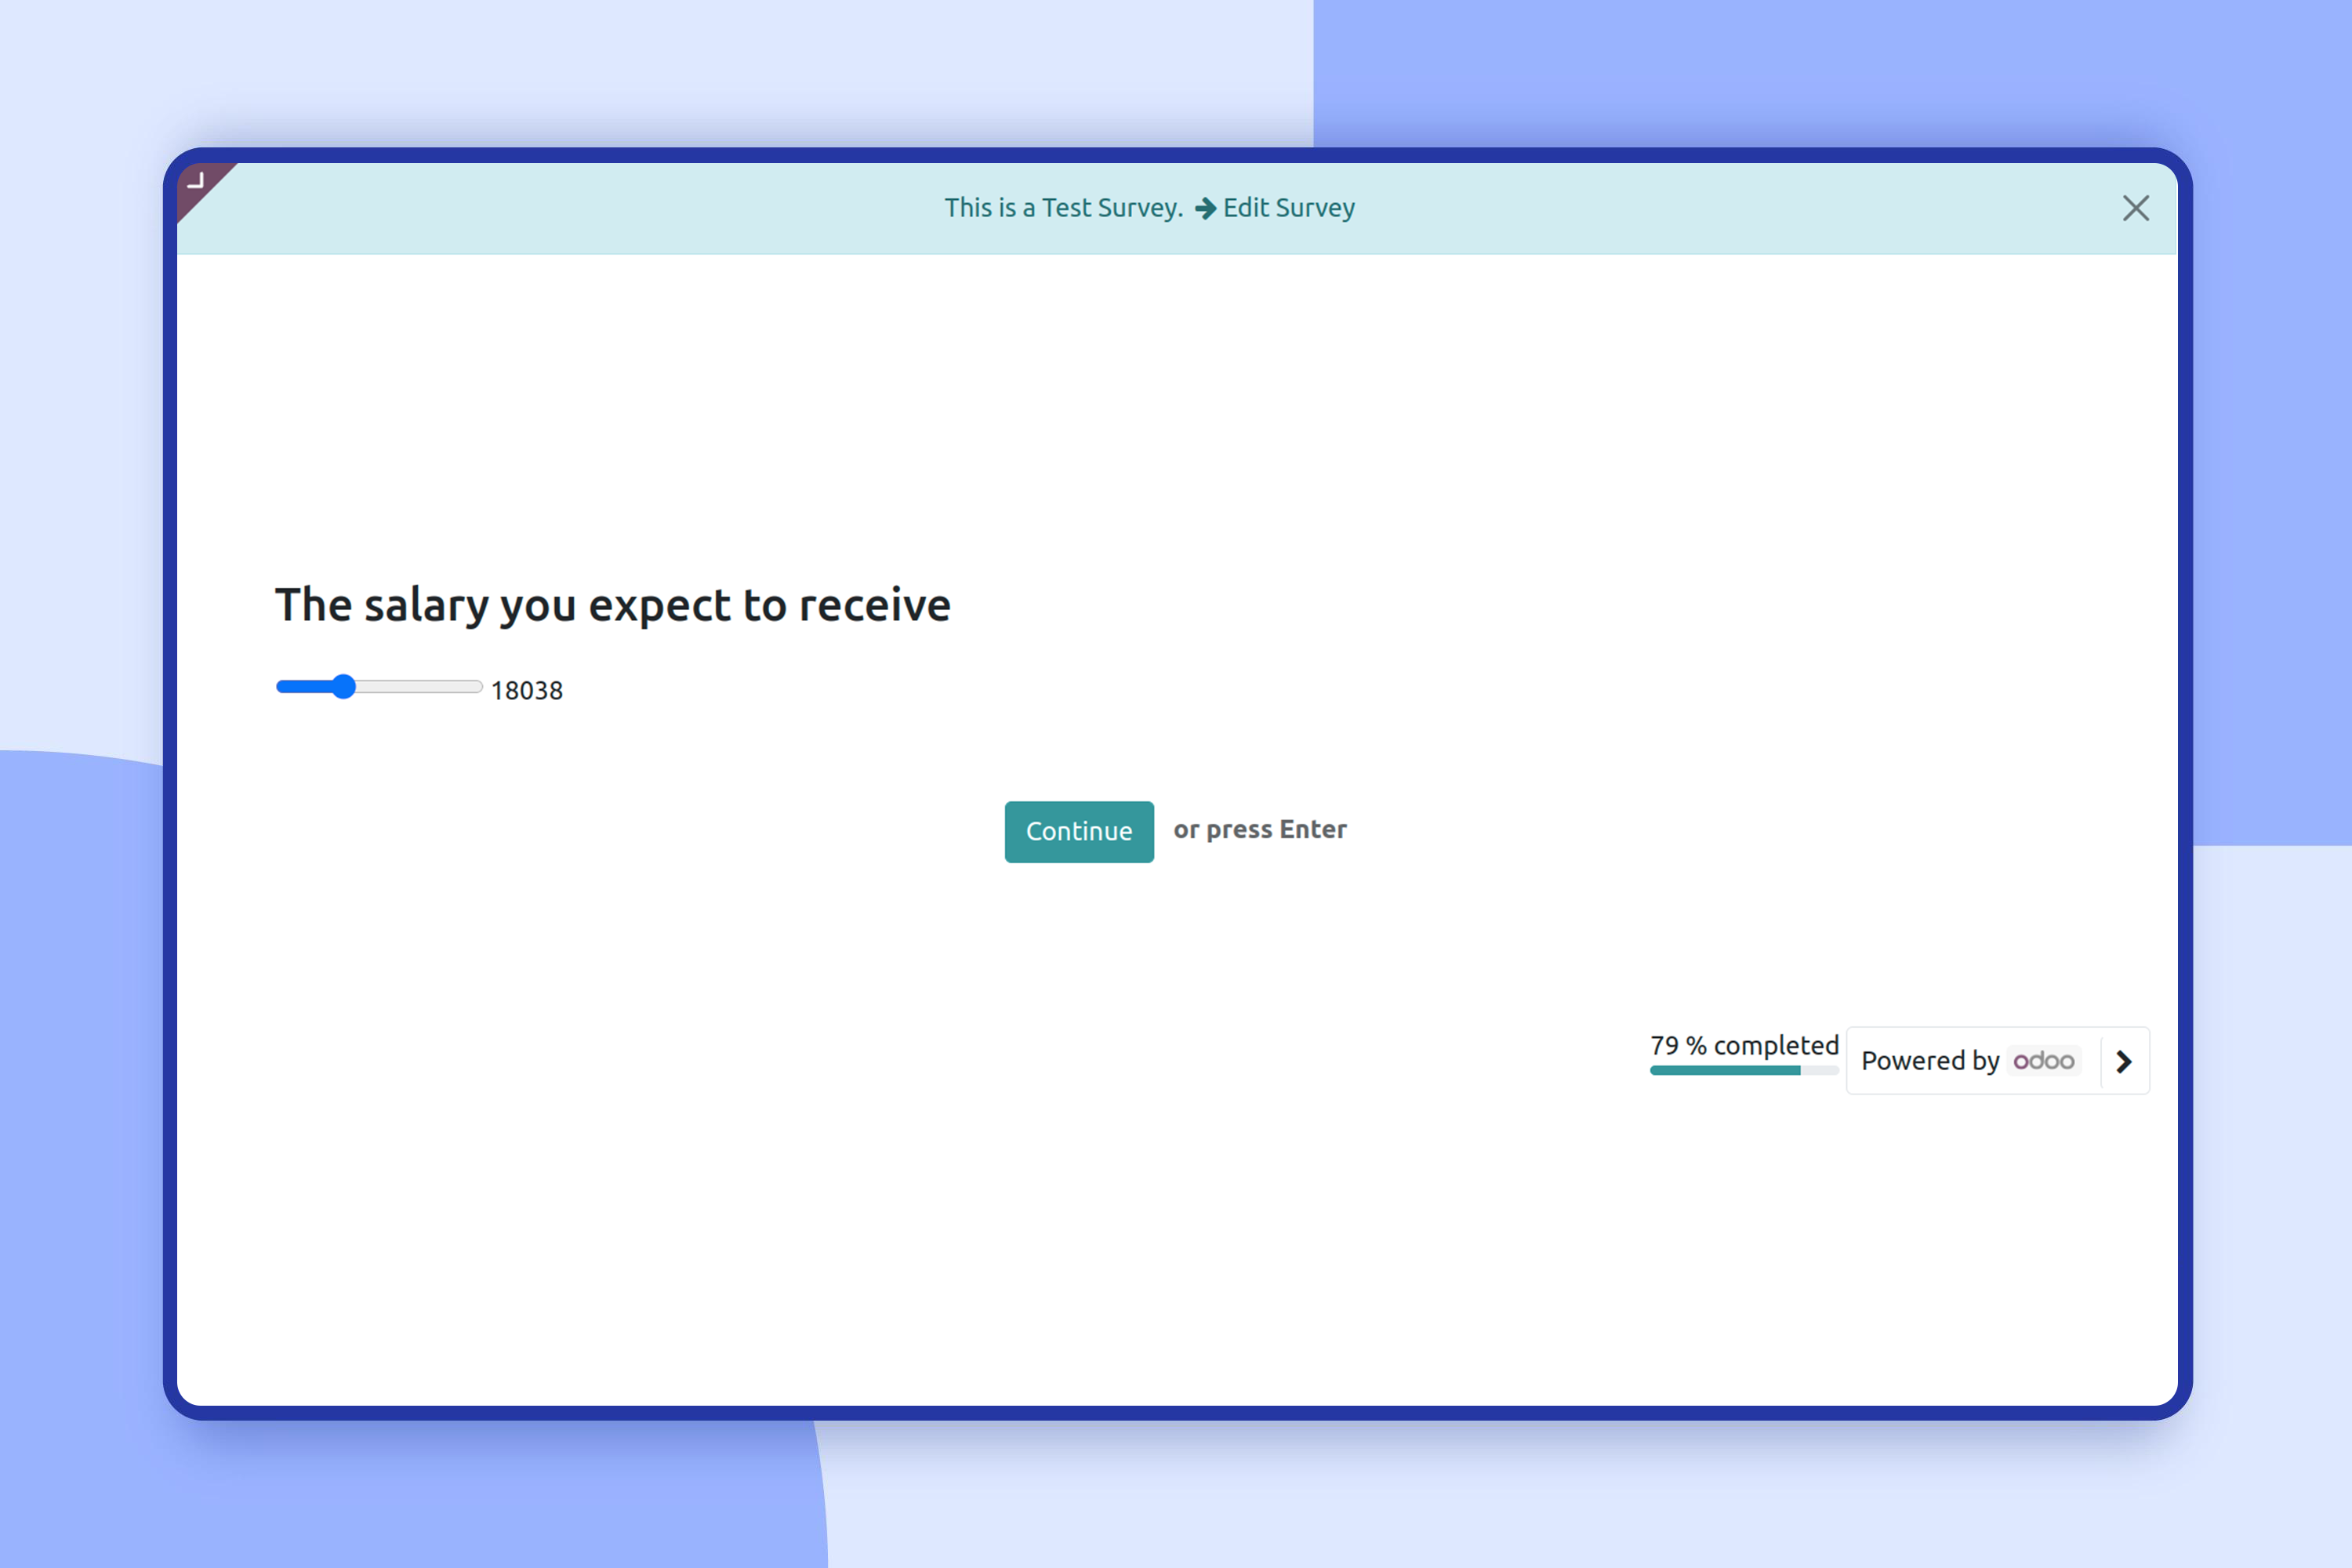 This is a Test Survey. Edit Survey
The salary you expect to receive
18038
Continue or press Enter
79 % completed
Powered by odoo